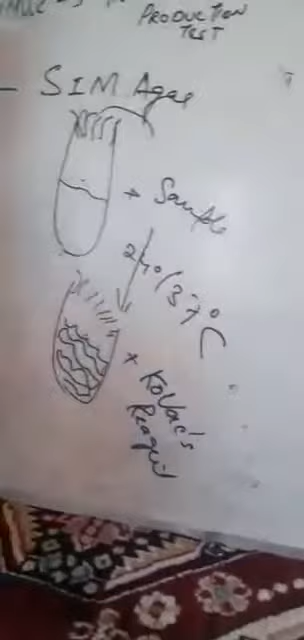 PRODUCTION
TEST
- SIM Agar
+ Sample
24°/37°C
+ Kovac's
Reagent